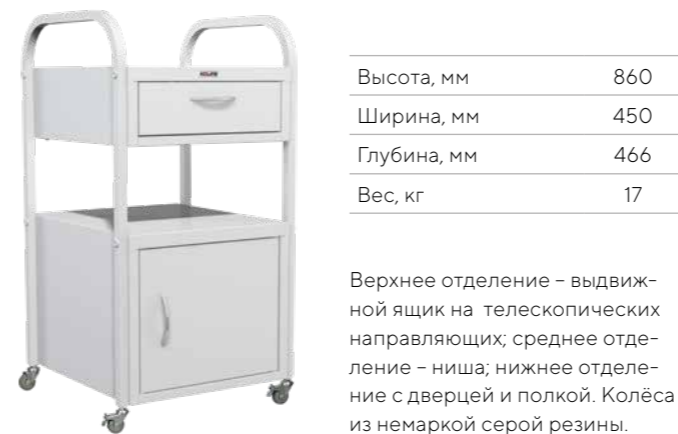 Высота, мм 860
Ширина, мм 450
Глубина, мм 466
Вес, кг 17
Верхнее отделение – выдвиж-
ной ящик на телескопических
направляющих; среднее отде-
ление – ниша; нижнее отделе-
ние с дверцей и полкой. Колёса
из немаркой серой резины.